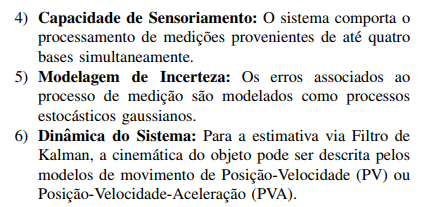 4) Capacidade de Sensoriamento: O sistema comporta o
processamento de medições provenientes de até quatro
bases simultaneamente.
5) Modelagem de Incerteza: Os erros associados ao
processo de medição são modelados como processos
estocásticos gaussianos.
6) Dinâmica do Sistema: Para a estimativa via Filtro de
Kalman, a cinemática do objeto pode ser descrita pelos
modelos de movimento de Posição-Velocidade (PV) ou
Posição-Velocidade-Aceleração (PVA).